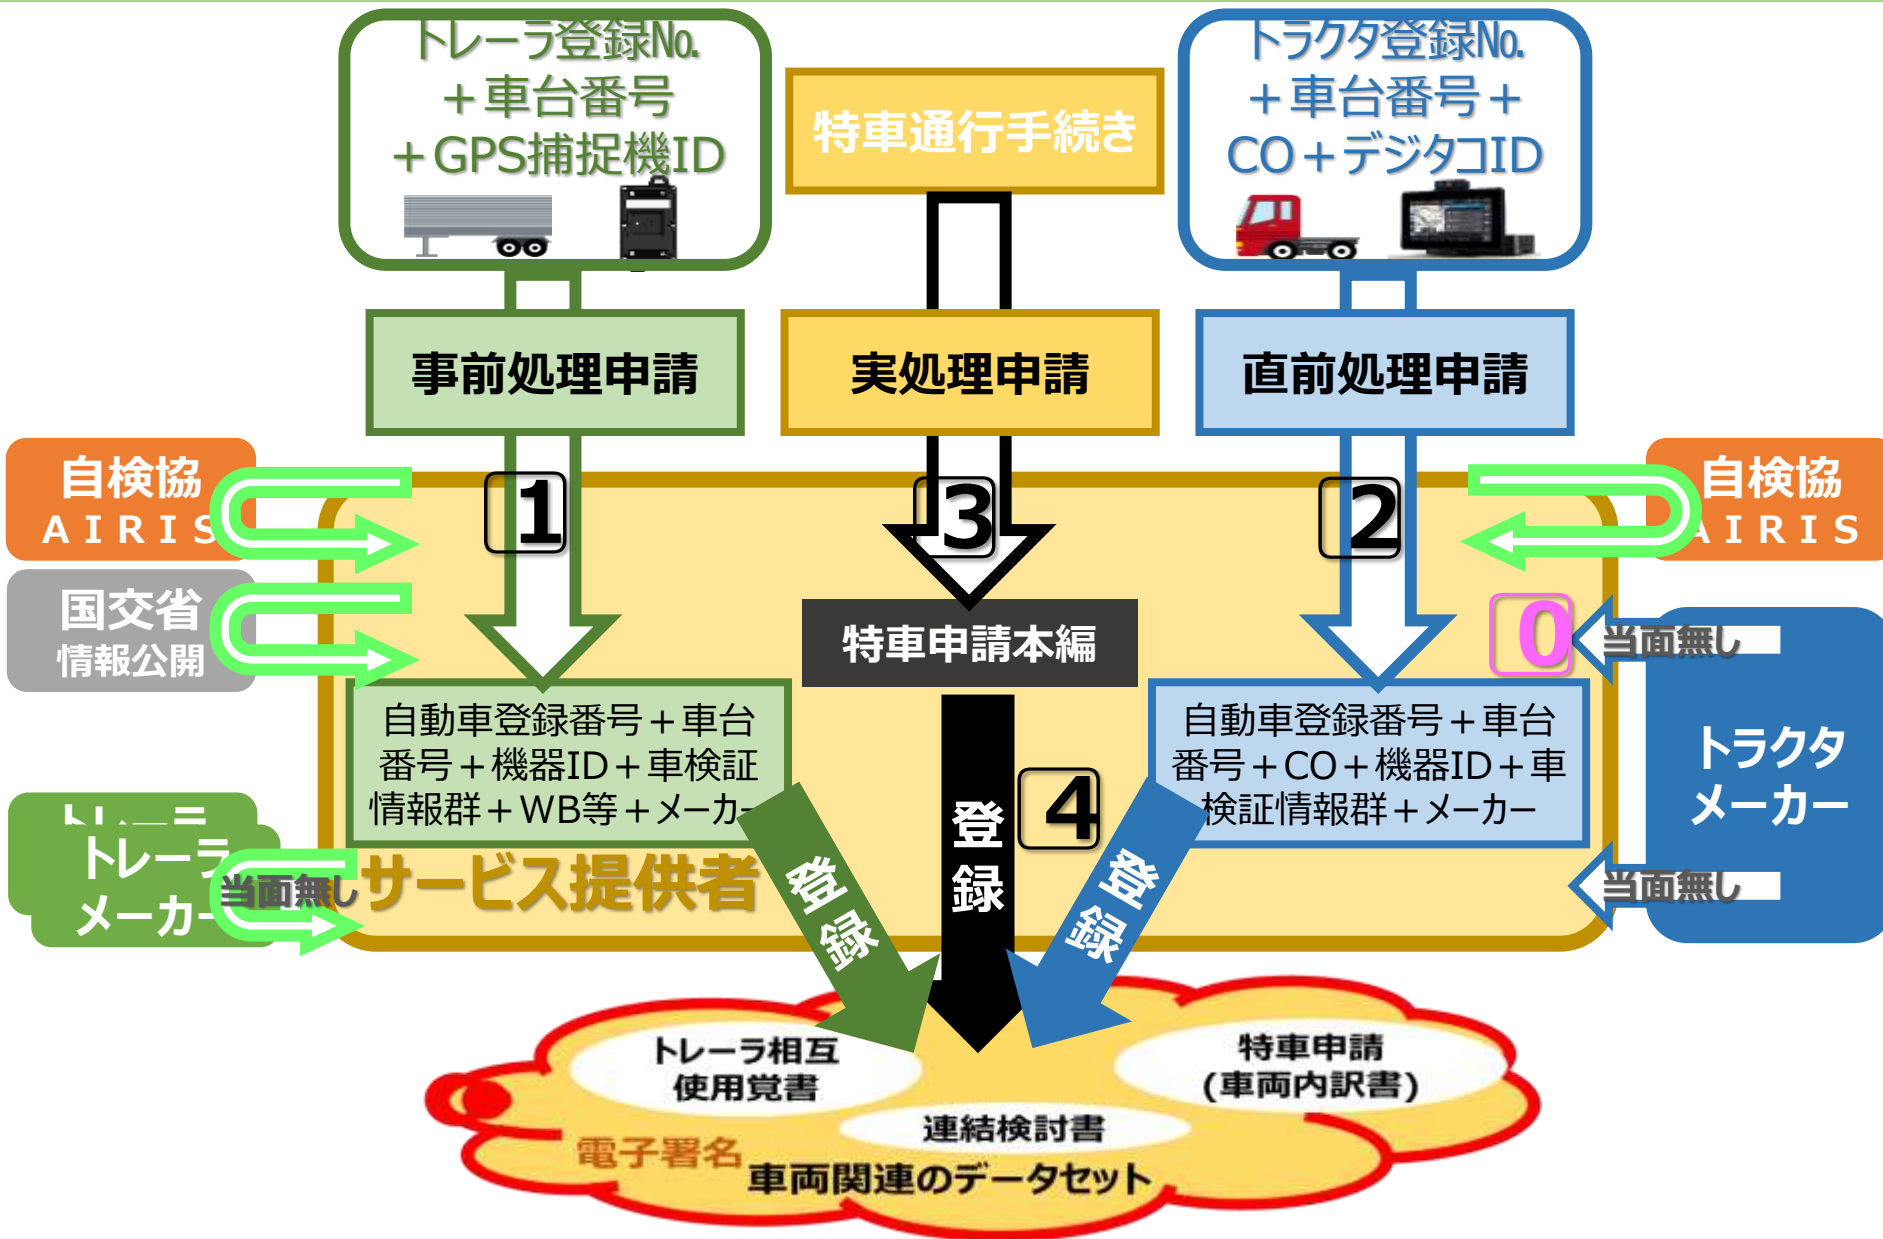 トレーラ登録No.
＋車台番号
＋GPS捕捉機ID
特車通行手続き
トラクタ登録No.
＋車台番号＋
CO＋デジタコID
事前処理申請
実処理申請
直前処理申請
自検協
ＡＩＲＩＳ
1
3
2
自検協
ＡＩＲＩＳ
国交省
情報公開
特車申請本編
0
当面無し
自動車登録番号＋車台
番号＋機器ID＋車検証
情報群＋WB等＋メーカー
自動車登録番号＋車台
番号＋CO＋機器ID＋車
検証情報群＋メーカー
トラクタ
メーカー
登録
4
トレーラ
トレーラ
メーカー
当面無し
サービス提供者
登録
登録
当面無し
トレーラ相互
使用覚書
特車申請
(車両内訳書)
連結検討書
電子署名
車両関連のデータセット